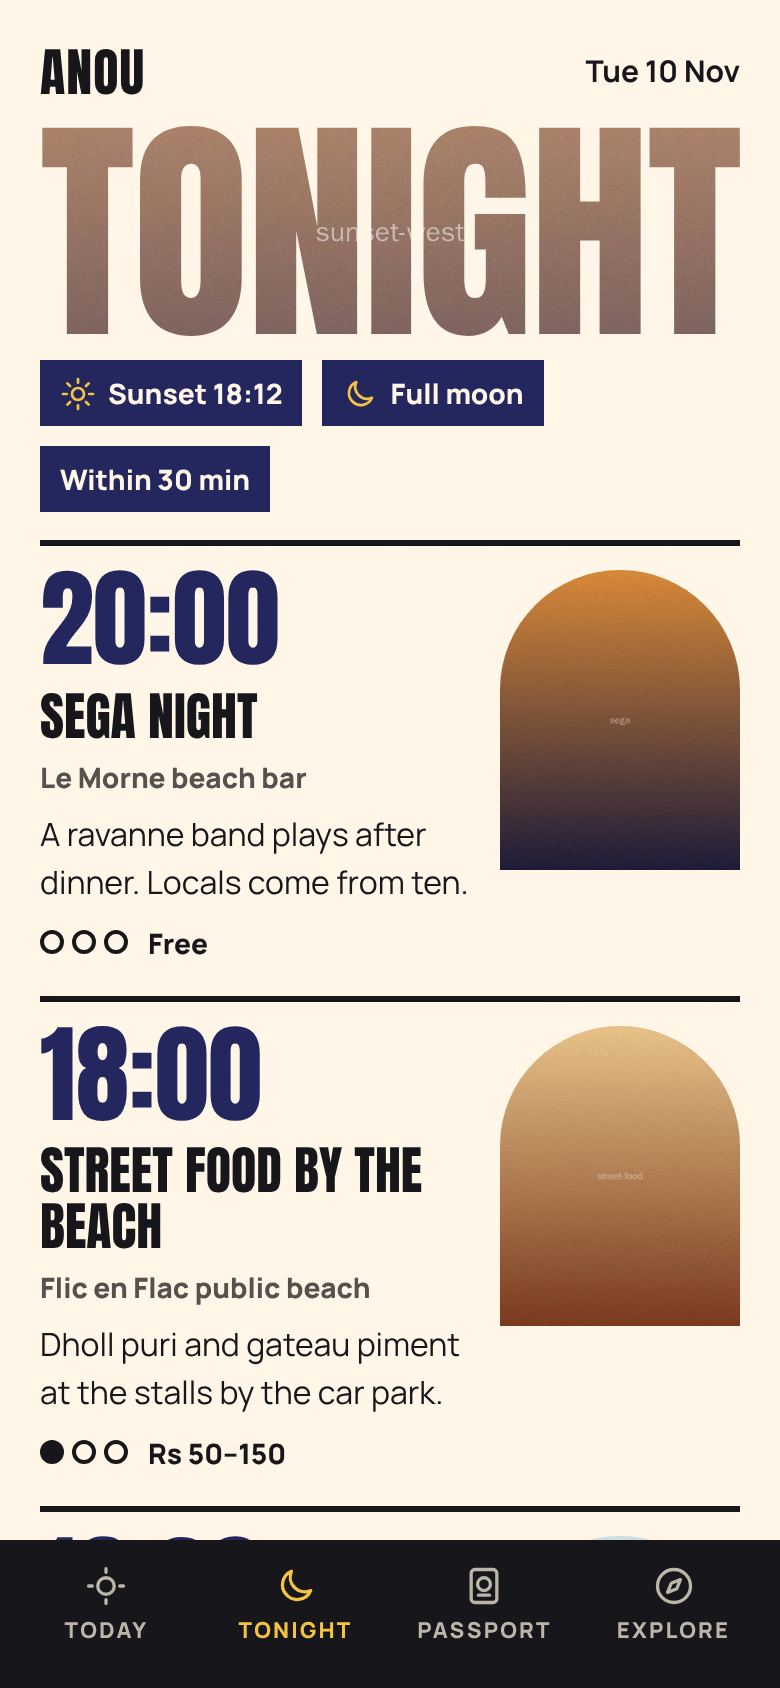 ANOU
Tue 10 Nov
TONIGHT
sunset-west
Sunset 18:12
Full moon
Within 30 min
20:00
SEGA NIGHT
Le Morne beach bar
A ravanne band plays after
dinner. Locals come from ten.
Free
sega
18:00
STREET FOOD BY THE
BEACH
Flic en Flac public beach
Dholl puri and gateau piment
at the stalls by the car park.
Rs 50–150
street-food
TODAY
TONIGHT
PASSPORT
EXPLORE